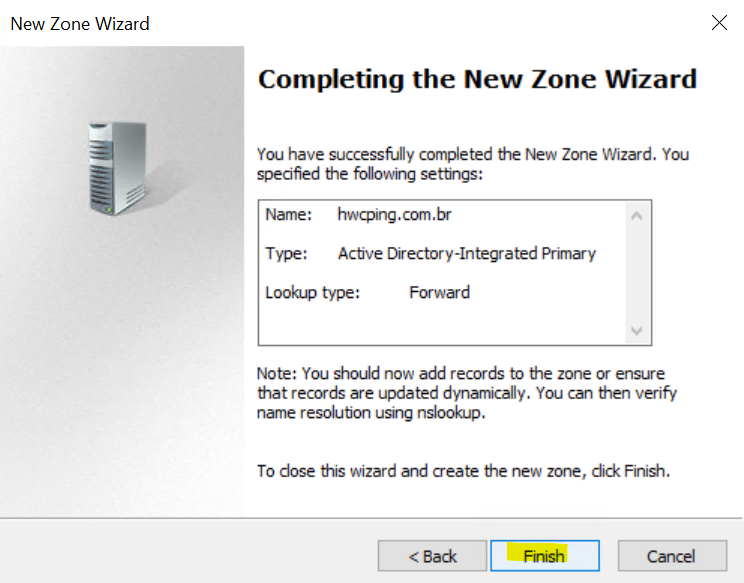 New Zone Wizard
Completing the New Zone Wizard
You have successfully completed the New Zone Wizard. You
specified the following settings:
Name: hwcping.com.br
Type: Active Directory-Integrated Primary
Lookup type: Forward
Note: You should now add records to the zone or ensure
that records are updated dynamically. You can then verify
name resolution using nslookup.
To close this wizard and create the new zone, click Finish.
< Back Finish Cancel